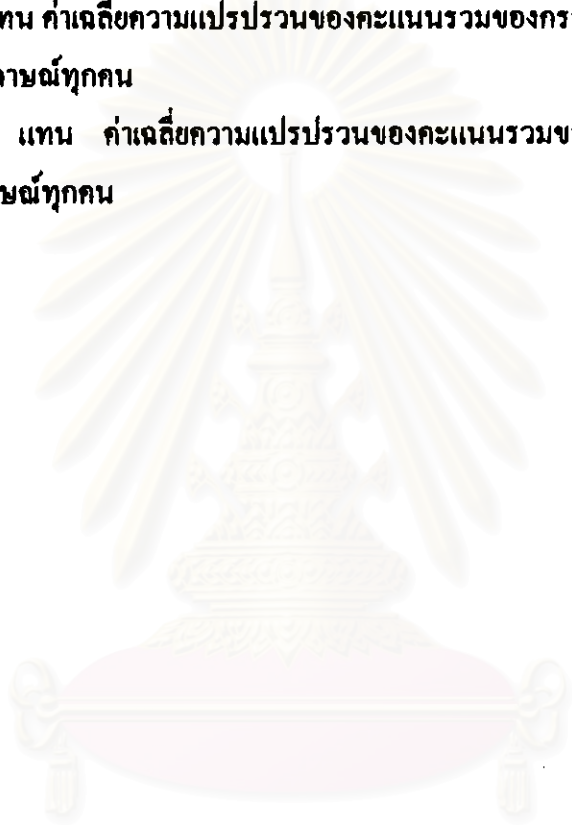 ทน ค่าเฉลี่ยความแปรปรวนของคะแนนรวมของกร
าษณ์ทุกคน
แทน ค่าเฉลี่ยความแปรปรวนของคะแนนรวมข
ษณ์ทุกคน